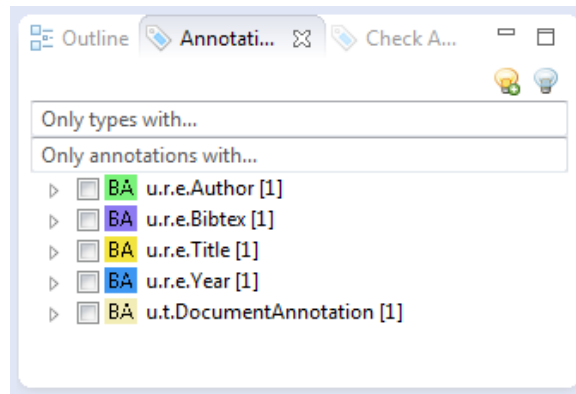 Outline Annotati... Check A...
Only types with...
Only annotations with...
BA u.r.e.Author [1]
BA u.r.e.Bibtex [1]
BA u.r.e.Title [1]
BA u.r.e.Year [1]
BA u.t.DocumentAnnotation [1]